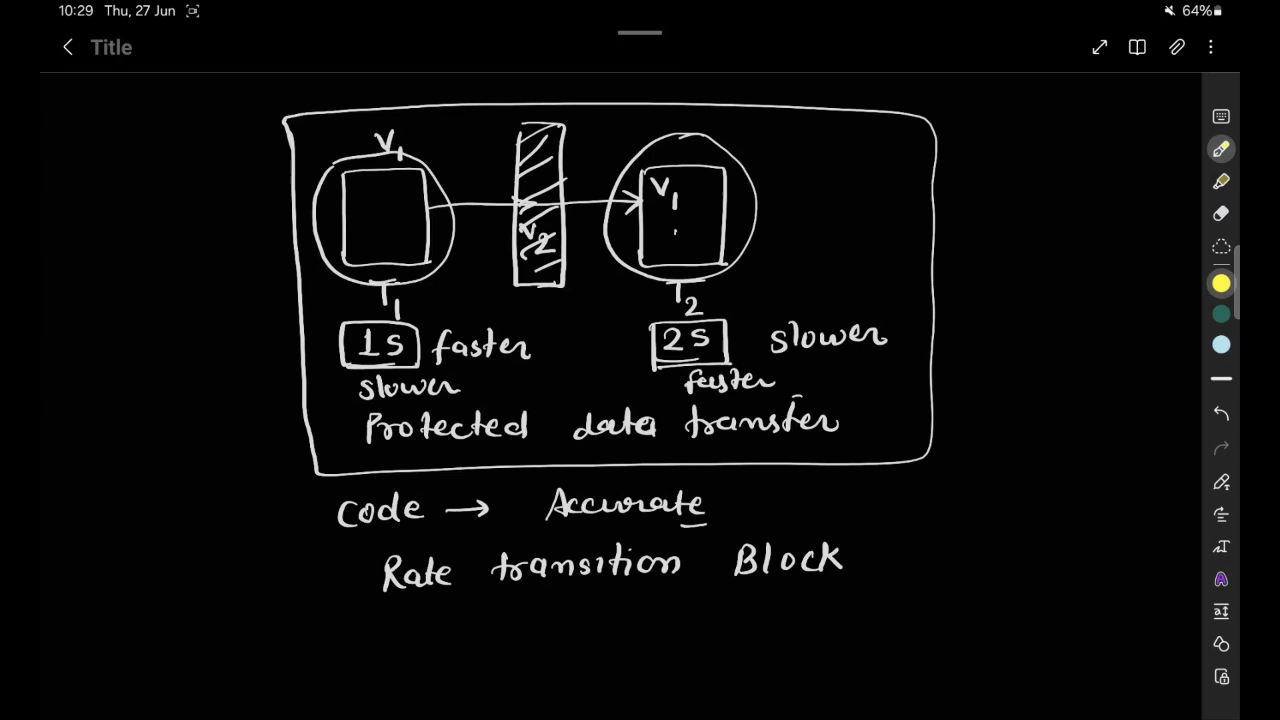 10:29 Thu, 27 Jun 64%
Title
V1
V2
V1
T1
T2
1s faster
2s slower
slower
faster
Protected data transfer
Code → Accurate
Rate transition Block